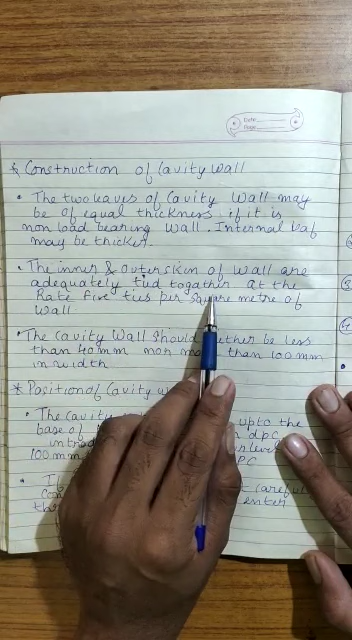 Date
Page
* Construction of Cavity Wall
• The two leaves of Cavity Wall may
be of equal thickness if it is
non load bearing wall. Internal leaf
may be thicker.
• The inner & outer skin of wall are
adequately tied togather at the
Rate five ties per square metre of
wall
• The cavity Wall should neither be less
than 40mm nor more than 100mm
in width
* Position of Cavity w
• The cavity upto the
base of n dpc
introd er level
100mm PC
• If careful
con enter
the